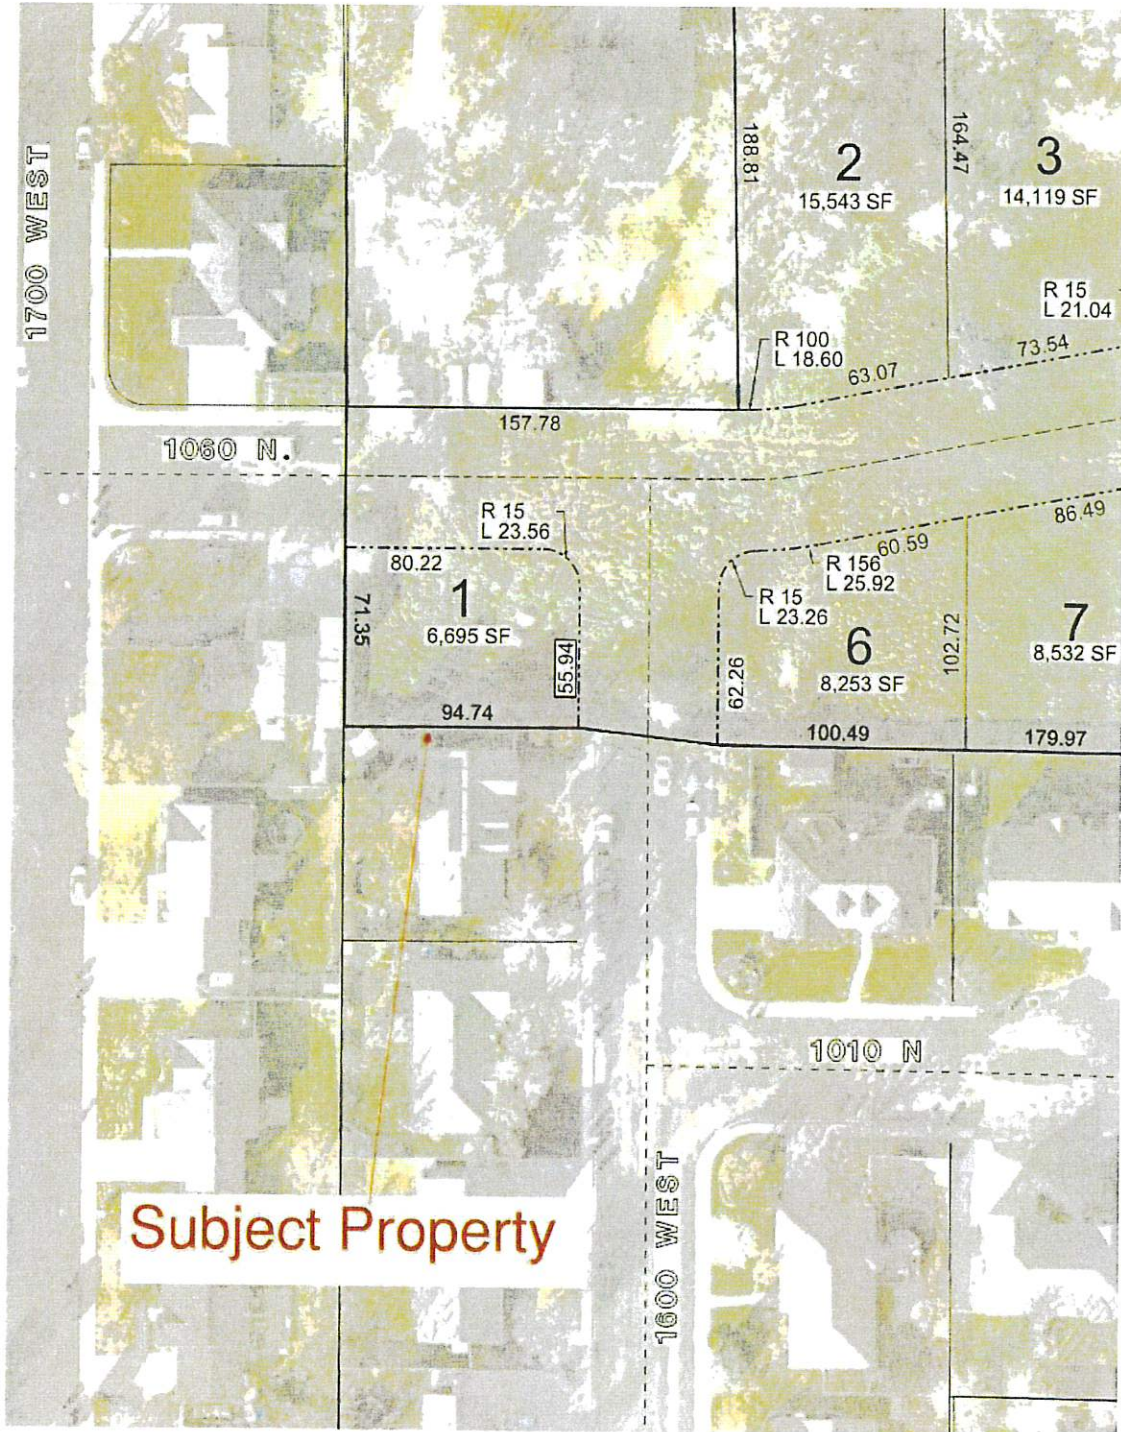 1700 WEST
188.81
2
15,543 SF
164.47
3
14,119 SF
R 15
L 21.04
R 100
L 18.60
63.07
73.54
157.78
1060 N.
R 15
L 23.56
80.22
71.35
1
6,695 SF
55.94
94.74
R 15
L 23.26
R 156
L 25.92
60.59
86.49
62.26
6
8,253 SF
102.72
7
8,532 SF
100.49
179.97
1010 N
Subject Property
1600 WEST